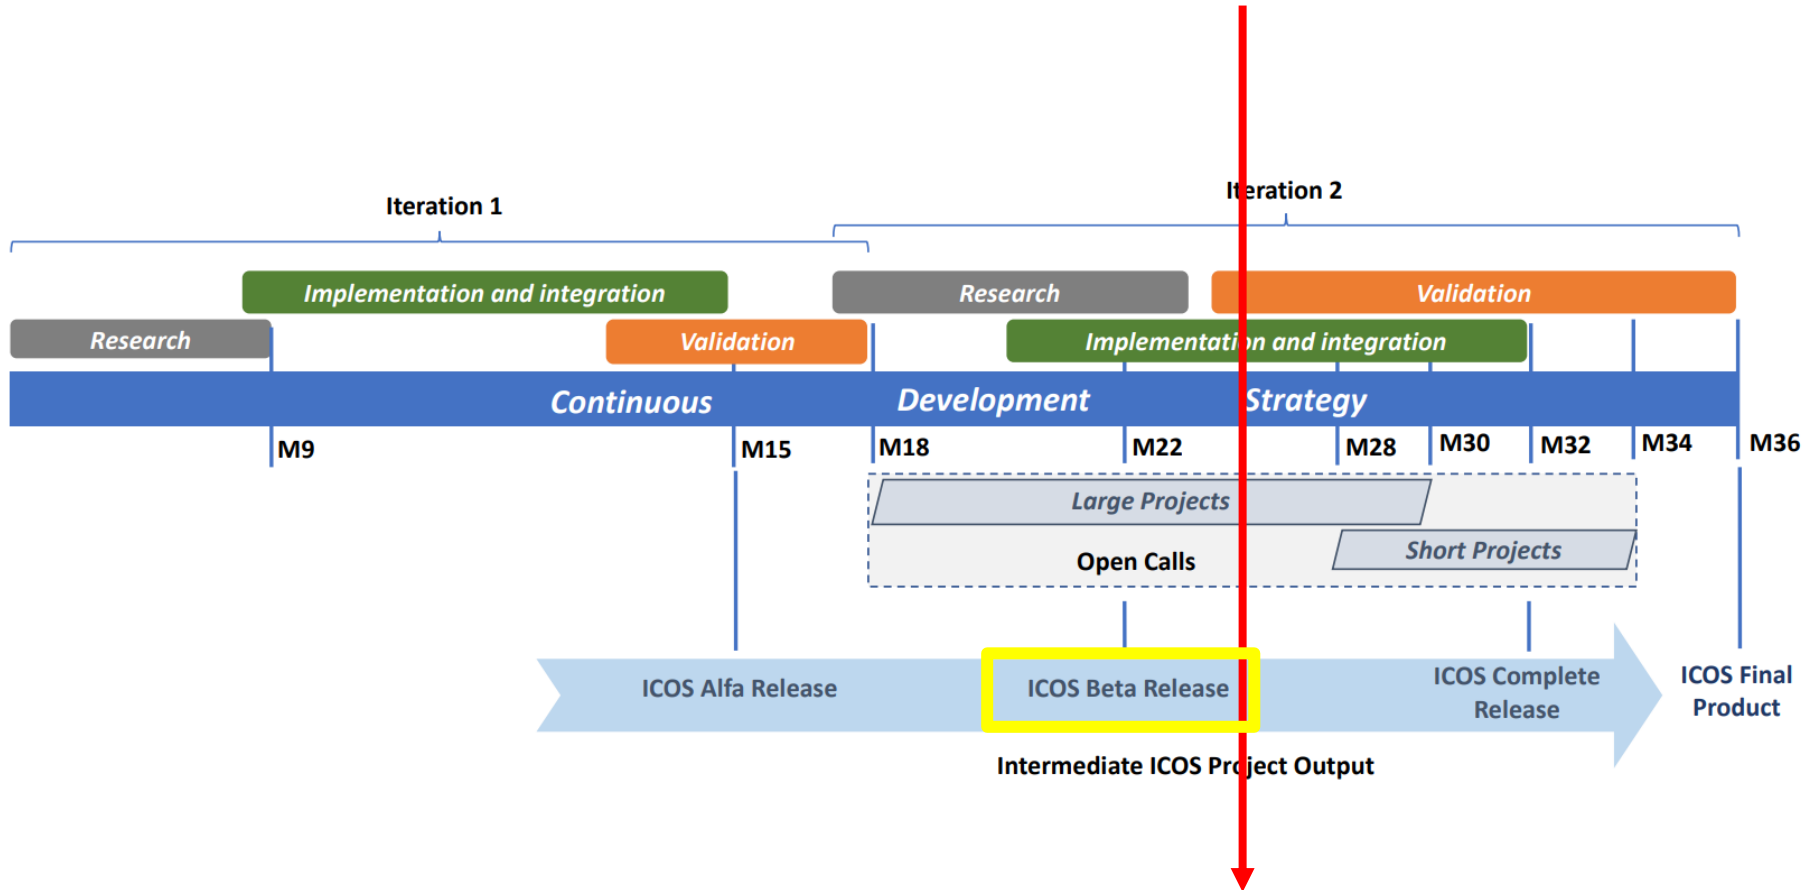 Iteration 1
Iteration 2
Implementation and integration
Research
Validation
Research
Validation
Implementation and integration
Continuous Development Strategy
M9
M15
M18
M22
M28
M30
M32
M34
M36
Large Projects
Short Projects
Open Calls
ICOS Alfa Release
ICOS Beta Release
ICOS Complete
Release
ICOS Final
Product
Intermediate ICOS Project Output